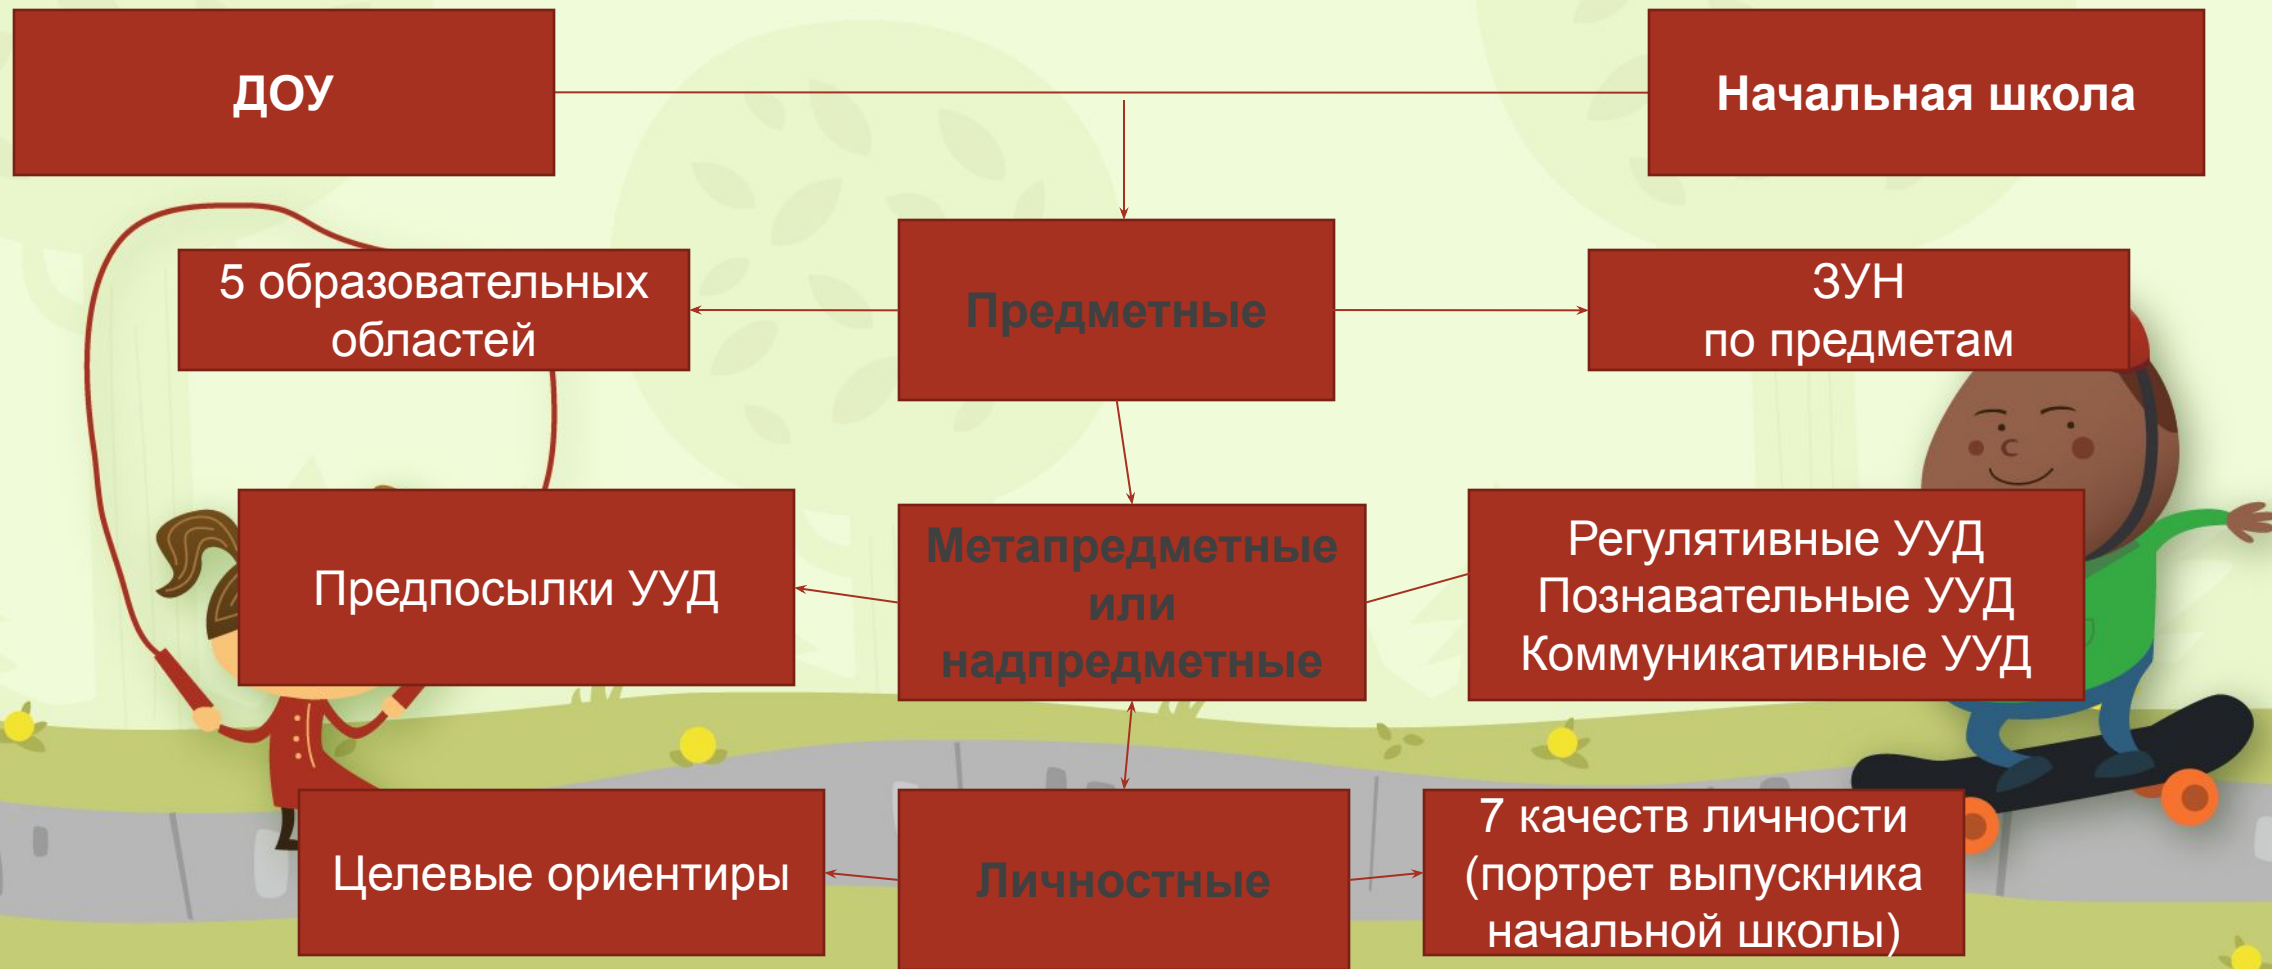 ДОУ
Начальная школа
5 образовательных
областей
Предметные
ЗУН
по предметам
Предпосылки УУД
Метапредметные
или
надпредметные
Регулятивные УУД
Познавательные УУД
Коммуникативные УУД
Целевые ориентиры
Личностные
7 качеств личности
(портрет выпускника
начальной школы)